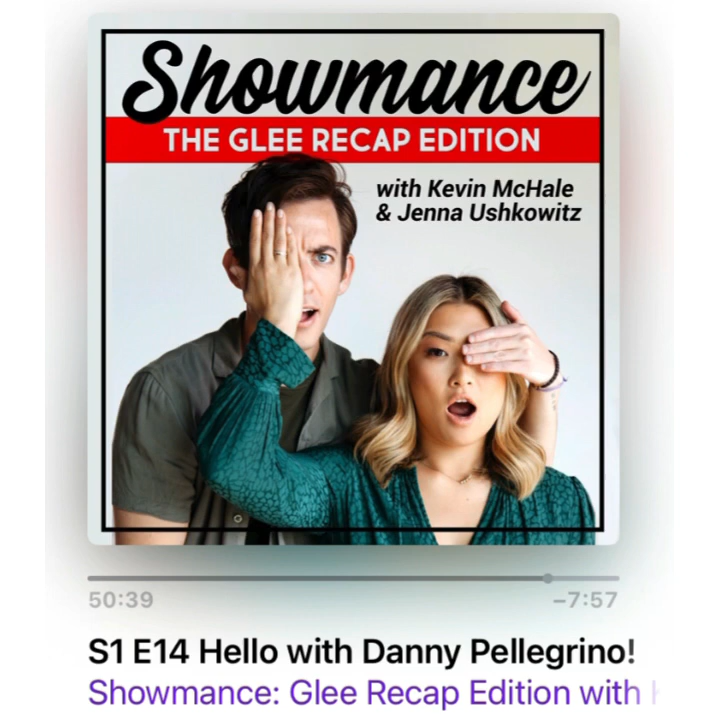 Showmance
THE GLEE RECAP EDITION
with Kevin McHale
& Jenna Ushkowitz
50:39
–7:57
S1 E14 Hello with Danny Pellegrino!
Showmance: Glee Recap Edition with